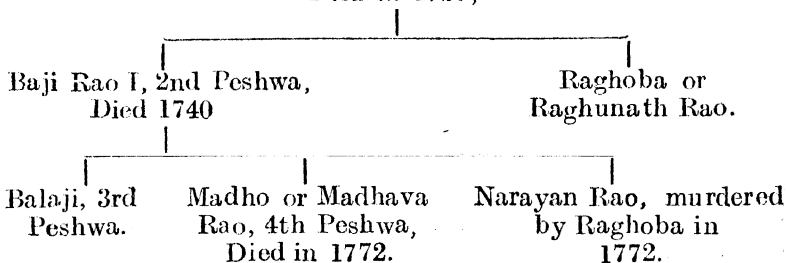 Baji Rao I, 2nd Peshwa,
Died 1740
Raghoba or
Raghunath Rao.
Balaji, 3rd
Peshwa.
Madho or Madhava
Rao, 4th Peshwa,
Died in 1772.
Narayan Rao, murdered
by Raghoba in
1772.